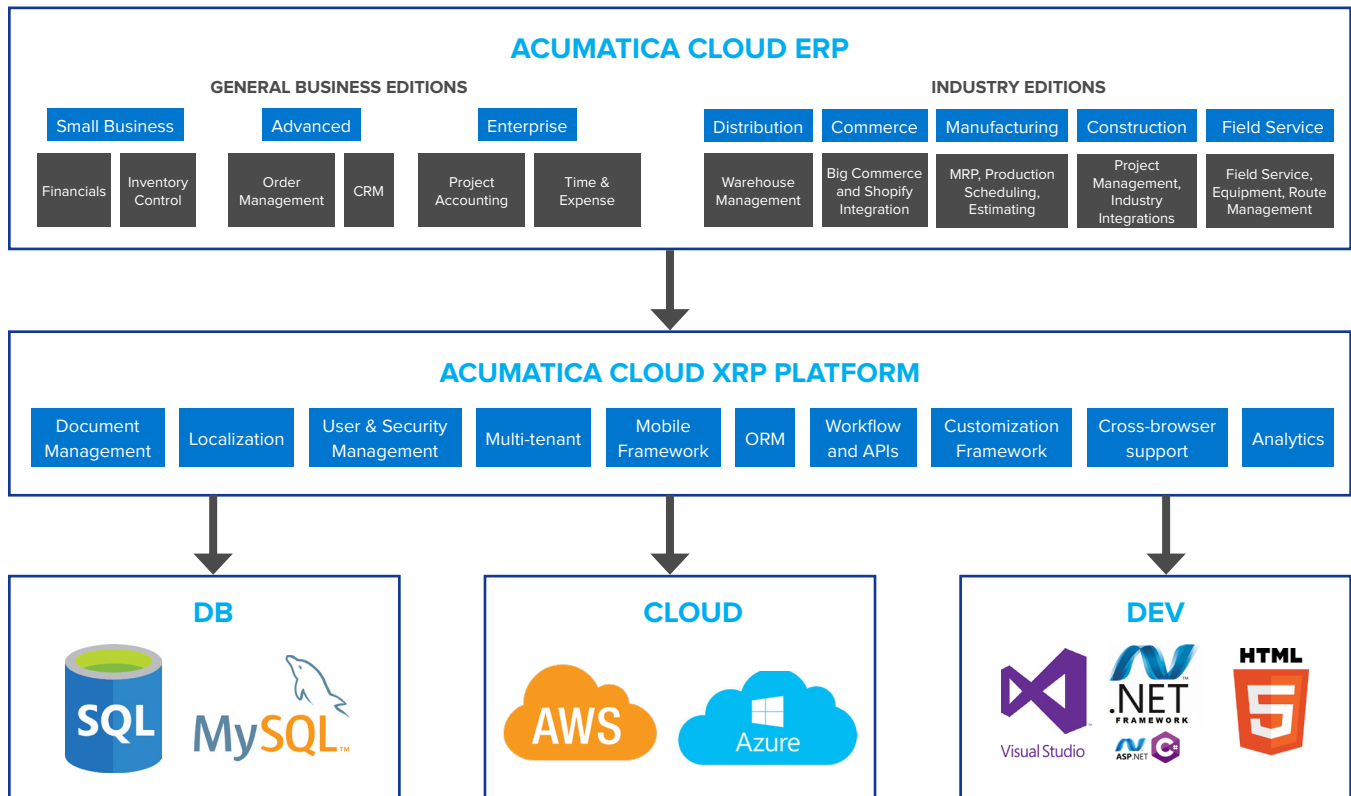 ACUMATICA CLOUD ERP
GENERAL BUSINESS EDITIONS
INDUSTRY EDITIONS
Small Business
Advanced
Enterprise
Distribution
Commerce
Manufacturing
Construction
Field Service
Financials
Inventory
Control
Order
Management
CRM
Project
Accounting
Time &
Expense
Warehouse
Management
Big Commerce
and Shopify
Integration
MRP, Production
Scheduling,
Estimating
Project
Management,
Industry
Integrations
Field Service,
Equipment, Route
Management
ACUMATICA CLOUD XRP PLATFORM
Document
Management
Localization
User & Security
Management
Multi-tenant
Mobile
Framework
ORM
Workflow
and APIs
Customization
Framework
Cross-browser
support
Analytics
DB
SQL
MySQL™
CLOUD
AWS
Azure
DEV
Visual Studio
.NET
FRAMEWORK
ASP.NET
C#
HTML
5